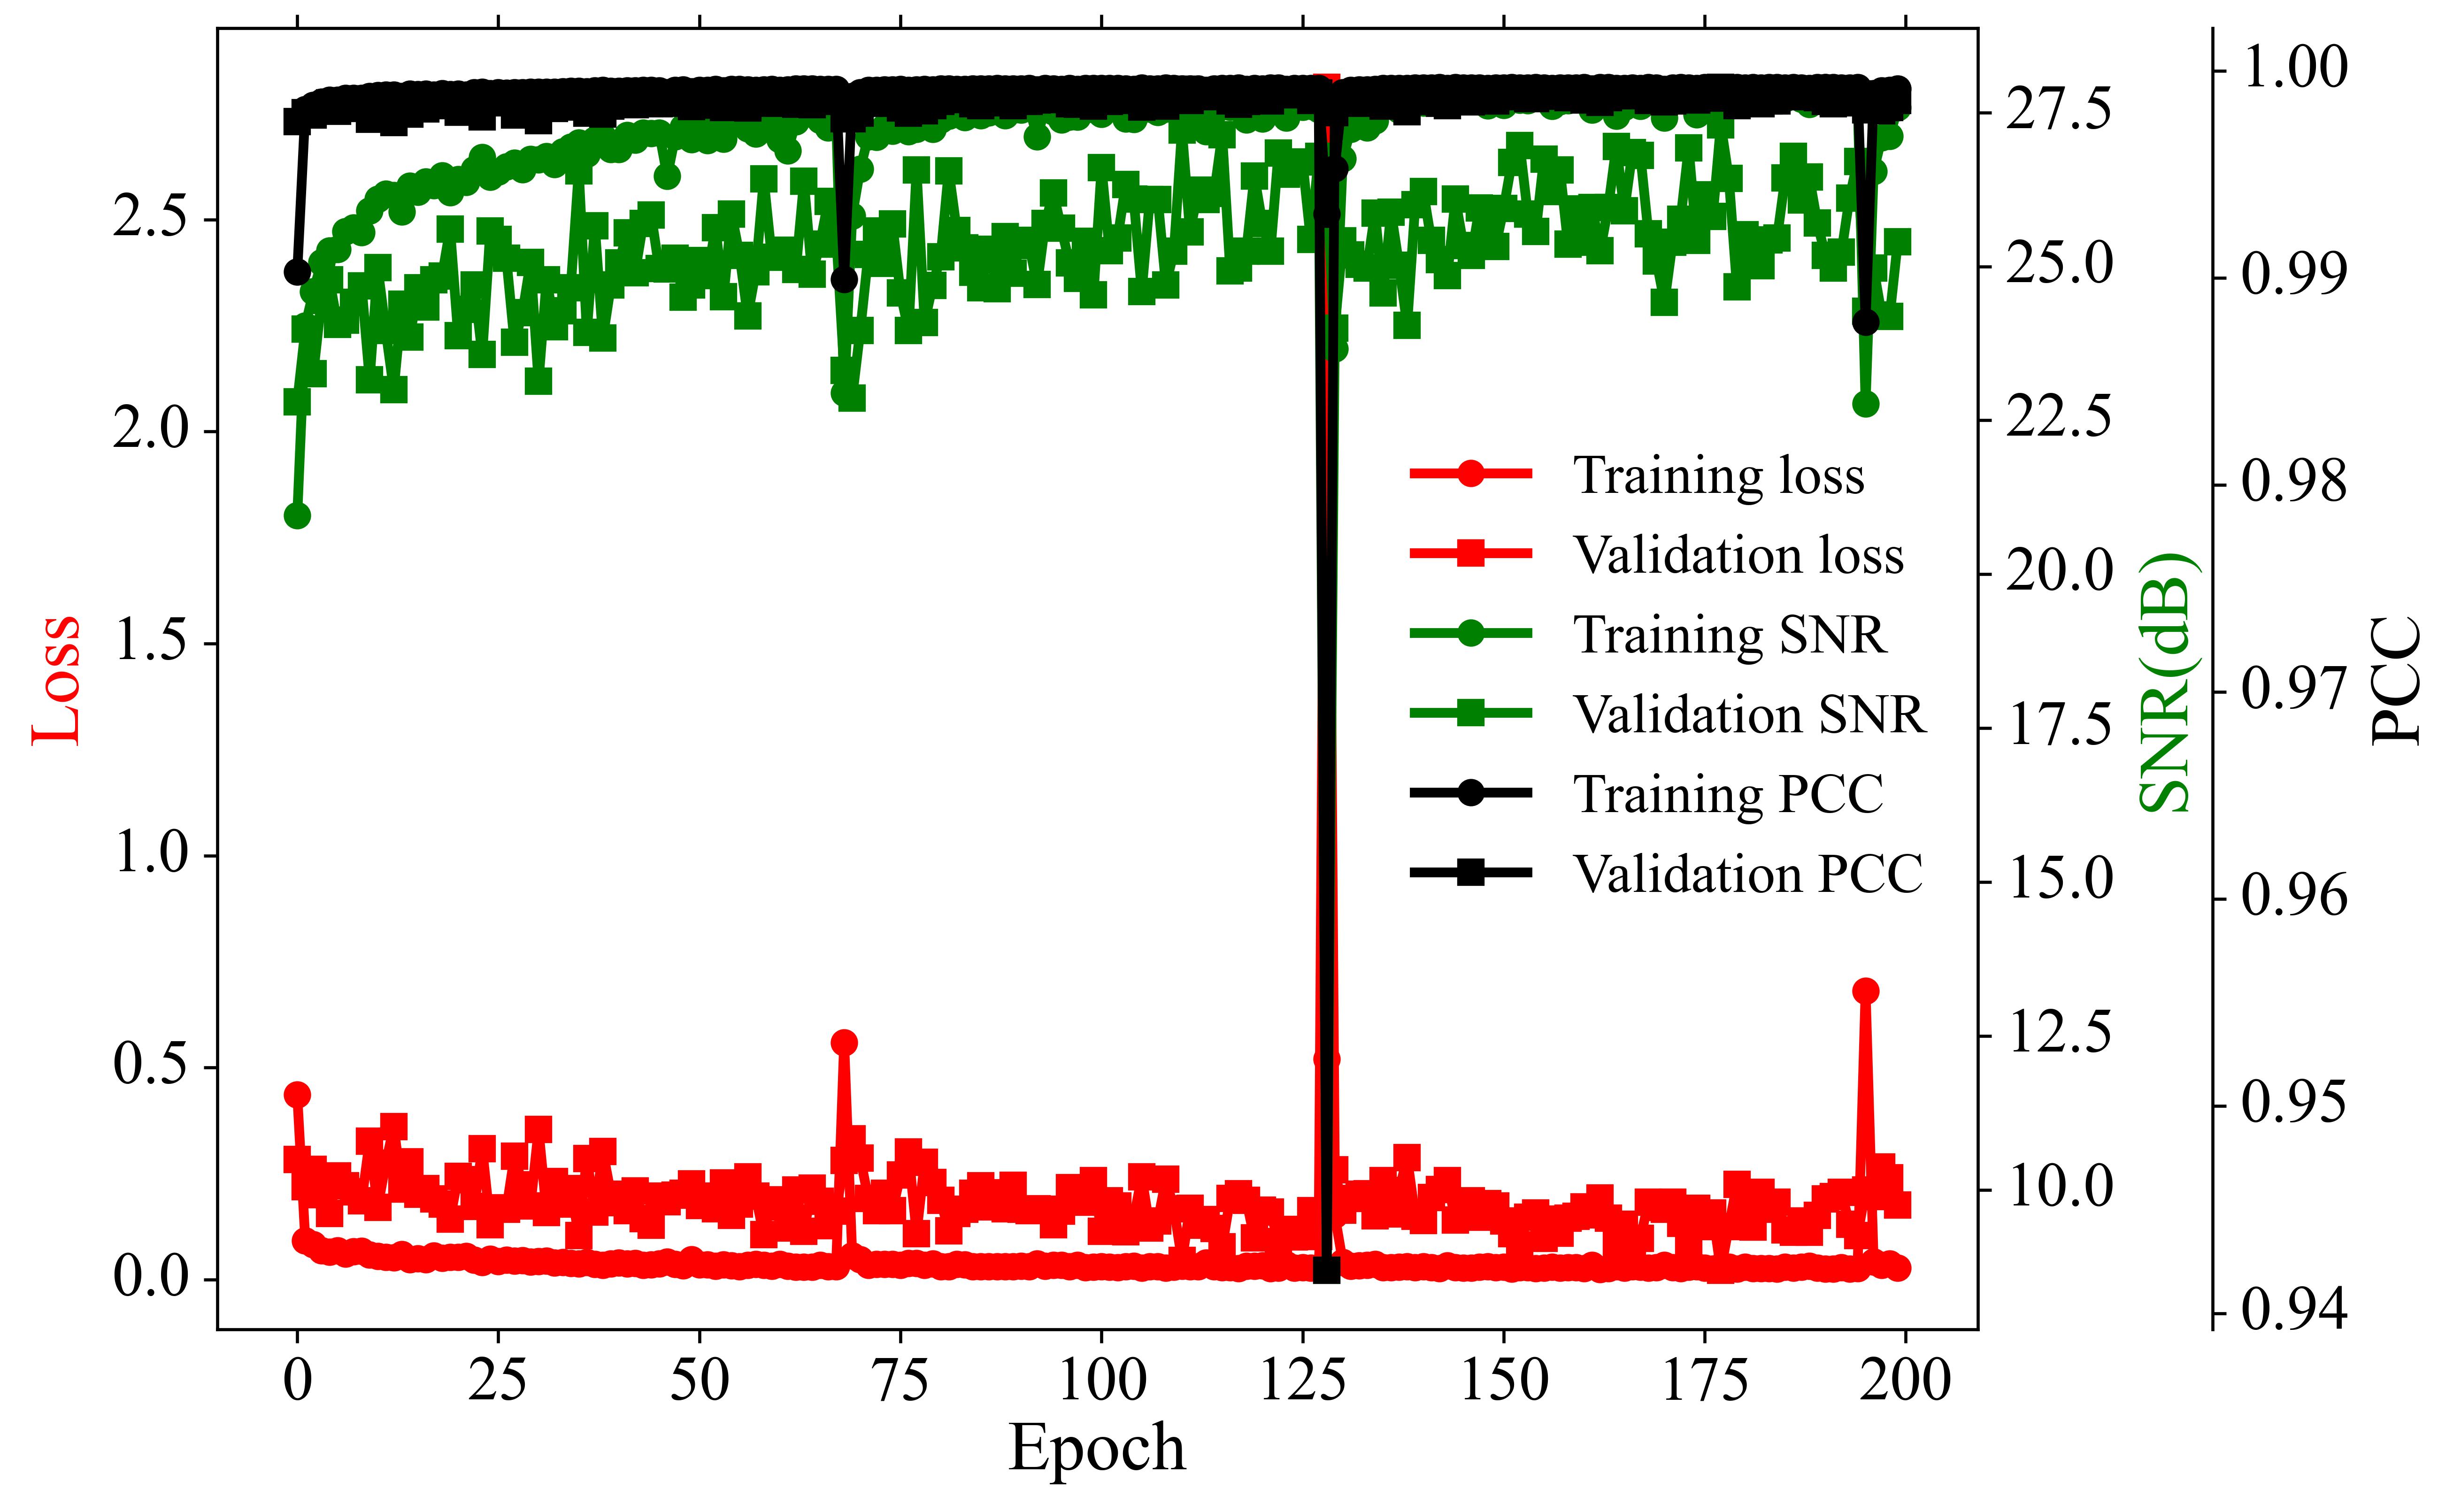 Loss
2.5
2.0
1.5
1.0
0.5
0.0
0 25 50 75 100 125 150 175 200
Epoch
Training loss
Validation loss
Training SNR
Validation SNR
Training PCC
Validation PCC
27.5
25.0
22.5
20.0
17.5
15.0
12.5
10.0
SNR(dB)
1.00
0.99
0.98
0.97
0.96
0.95
0.94
PCC